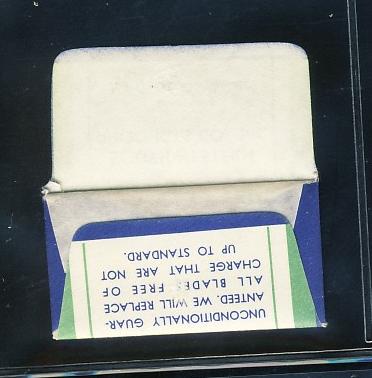 UNCONDITIONALLY GUAR-
ANTEED. WE WILL REPLACE
ALL BLADES FREE OF
CHARGE THAT ARE NOT
UP TO STANDARD.